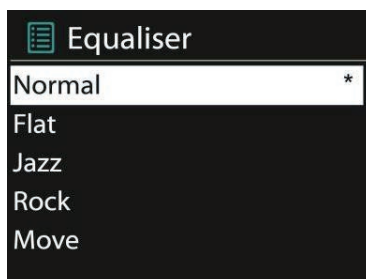 Equaliser
Normal *
Flat
Jazz
Rock
Move